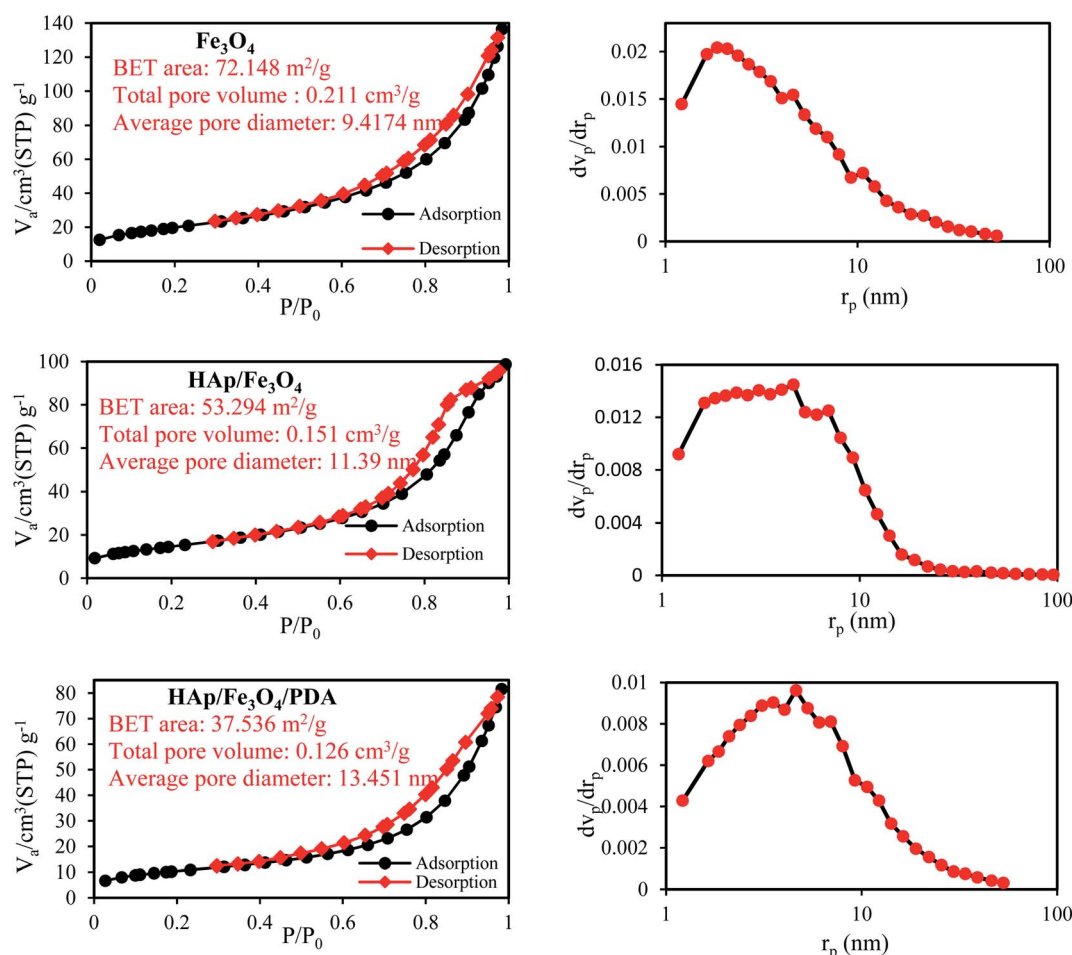 Fe₃O₄
BET area: 72.148 m²/g
Total pore volume : 0.211 cm³/g
Average pore diameter: 9.4174 nm
Vₐ/cm³(STP) g⁻¹
140
120
100
80
60
40
20
0
Adsorption
Desorption
0 0.2 0.4 0.6 0.8 1
P/P₀
dvₚ/drₚ
0.02
0.015
0.01
0.005
0
1 10 100
rₚ (nm)
HAp/Fe₃O₄
BET area: 53.294 m²/g
Total pore volume: 0.151 cm³/g
Average pore diameter: 11.39 nm
Vₐ/cm³(STP) g⁻¹
100
80
60
40
20
0
Adsorption
Desorption
0 0.2 0.4 0.6 0.8 1
P/P₀
dvₚ/drₚ
0.016
0.012
0.008
0.004
0
1 10 100
rₚ (nm)
HAp/Fe₃O₄/PDA
BET area: 37.536 m²/g
Total pore volume: 0.126 cm³/g
Average pore diameter: 13.451 nm
Vₐ/cm³(STP) g⁻¹
80
70
60
50
40
30
20
10
0
Adsorption
Desorption
0 0.2 0.4 0.6 0.8 1
P/P₀
dvₚ/drₚ
0.01
0.008
0.006
0.004
0.002
0
1 10 100
rₚ (nm)